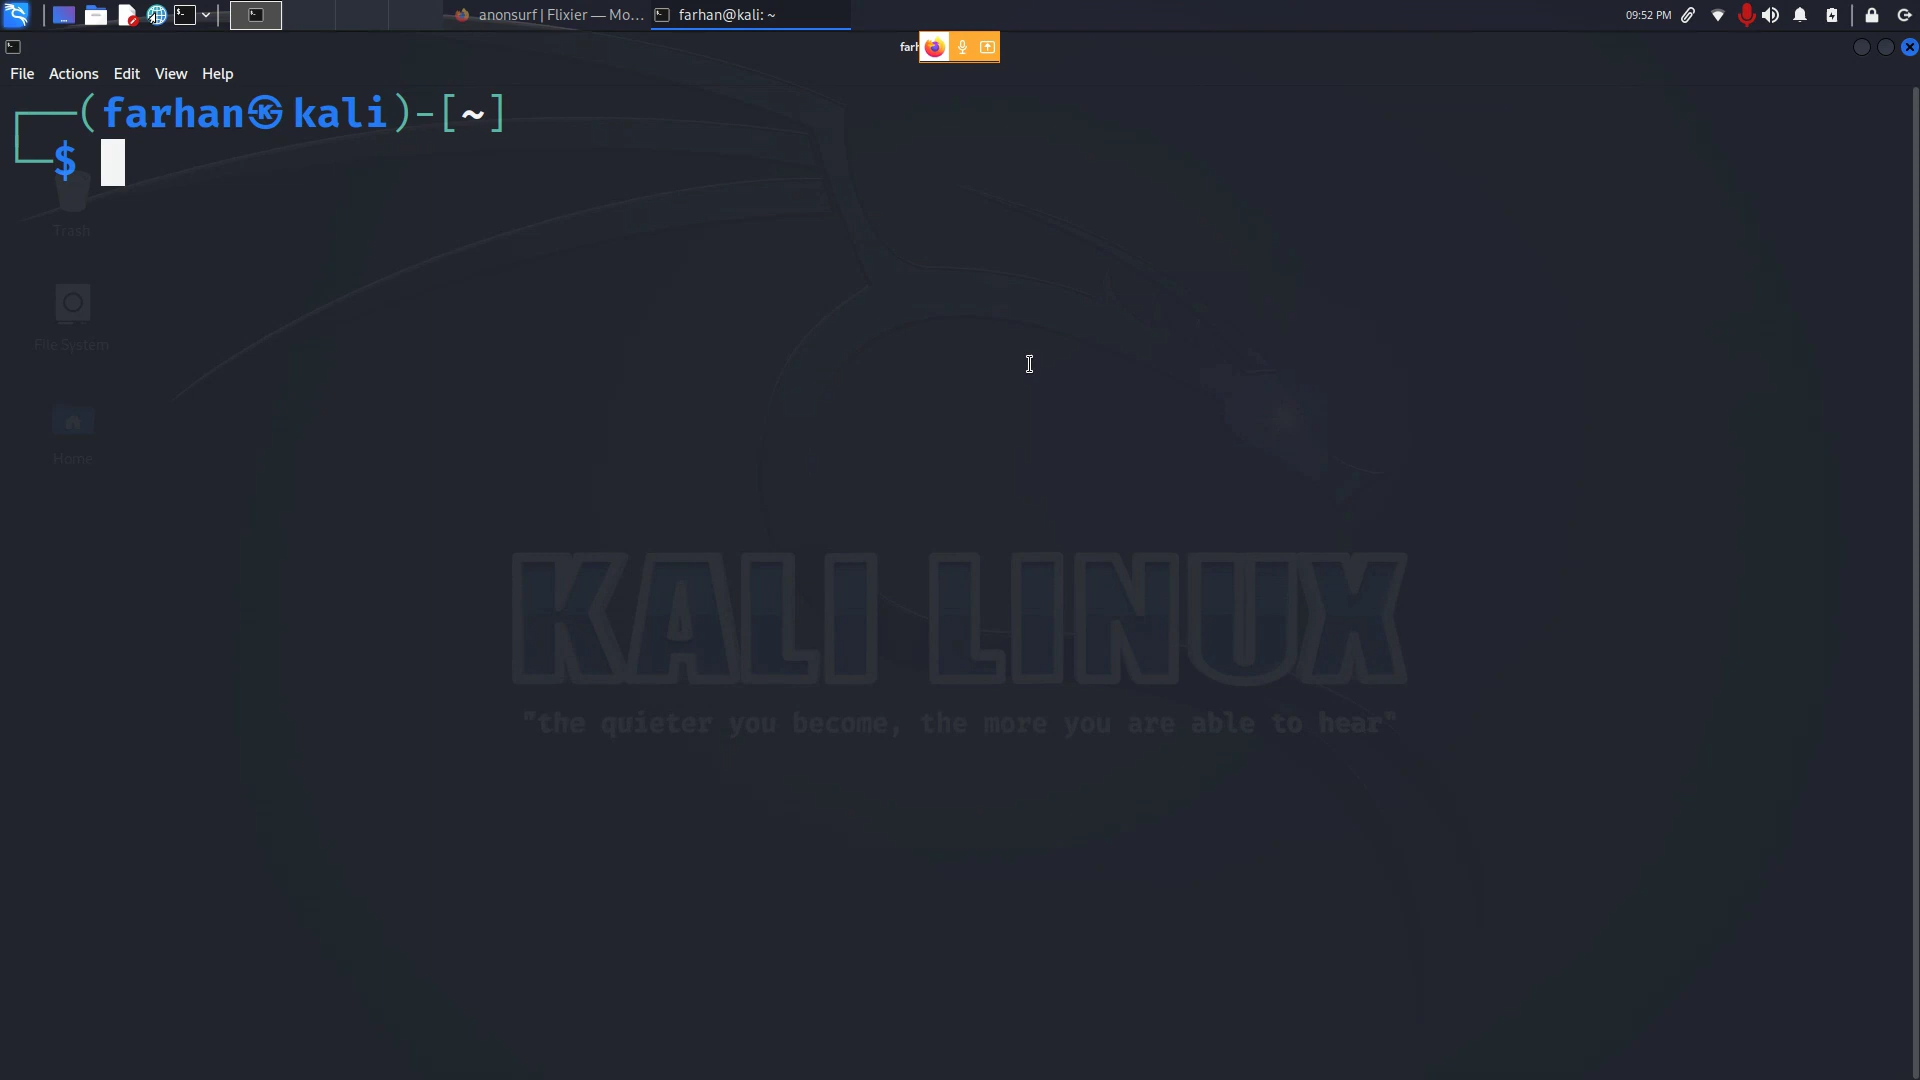 anonsurf | Flixier — Mo...
farhan@kali: ~
09:52 PM
farh
File Actions Edit View Help
┌──(farhan㉿kali)-[~]
└─$
Trash
File System
Home
KALI LINUX
"the quieter you become, the more you are able to hear"